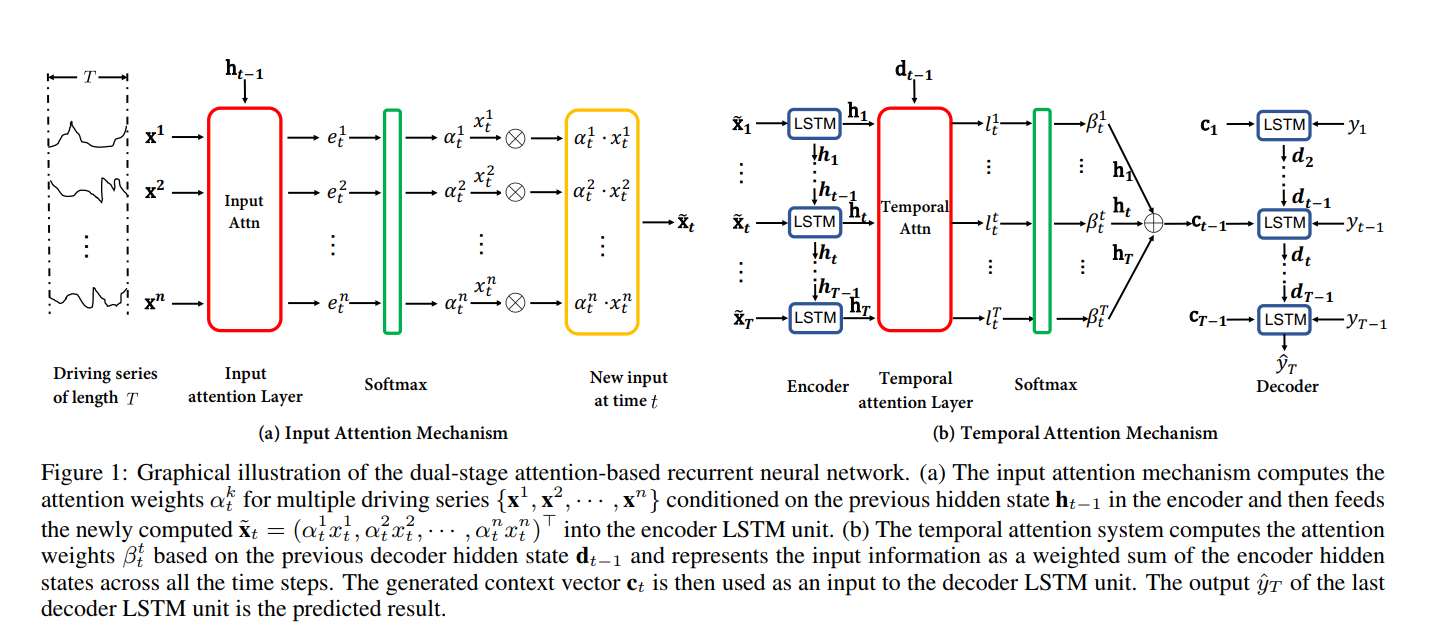 T
h_{t−1}
x^1
x^2
⋮
x^n
Input
Attn
e_t^1
e_t^2
⋮
e_t^n
α_t^1 x_t^1 ⊗
α_t^2 x_t^2 ⊗
⋮
α_t^n x_t^n ⊗
α_t^1 · x_t^1
α_t^2 · x_t^2
⋮
α_t^n · x_t^n
x̃_t
Driving series
of length T
Input
attention Layer
Softmax
New input
at time t
(a) Input Attention Mechanism
d_{t−1}
x̃_1 LSTM h_1
h_1
⋮
h_{t−1}
x̃_t LSTM h_t
h_t
⋮
h_{T−1}
x̃_T LSTM h_T
Temporal
Attn
l_t^1
⋮
l_t^t
⋮
l_t^T
β_t^1
⋮
β_t^t
⋮
β_t^T
h_1
h_t
h_T
⊕
c_1 LSTM y_1
d_2
d_{t−1}
c_{t−1} LSTM y_{t−1}
d_t
d_{T−1}
c_{T−1} LSTM y_{T−1}
ŷ_T
Encoder
Temporal
attention Layer
Softmax
Decoder
(b) Temporal Attention Mechanism
Figure 1: Graphical illustration of the dual-stage attention-based recurrent neural network. (a) The input attention mechanism computes the
attention weights α_t^k for multiple driving series {x^1, x^2, ⋯ , x^n} conditioned on the previous hidden state h_{t−1} in the encoder and then feeds
the newly computed x̃_t = (α_t^1 x_t^1, α_t^2 x_t^2, ⋯ , α_t^n x_t^n)^⊤ into the encoder LSTM unit. (b) The temporal attention system computes the attention
weights β_t^t based on the previous decoder hidden state d_{t−1} and represents the input information as a weighted sum of the encoder hidden
states across all the time steps. The generated context vector c_t is then used as an input to the decoder LSTM unit. The output ŷ_T of the last
decoder LSTM unit is the predicted result.